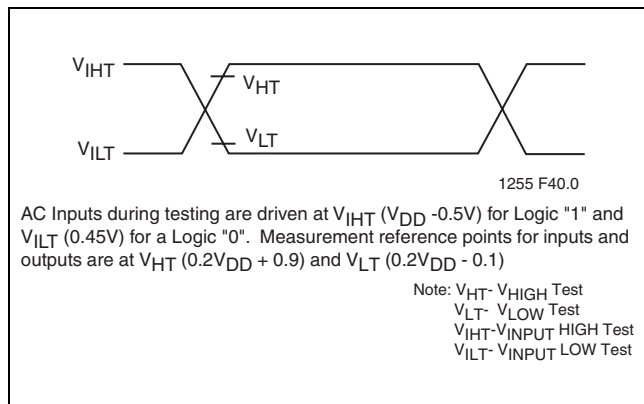 VIHT
VHT
VLT
VILT
1255 F40.0
AC Inputs during testing are driven at VIHT (VDD -0.5V) for Logic "1" and
VILT (0.45V) for a Logic "0". Measurement reference points for inputs and
outputs are at VHT (0.2VDD + 0.9) and VLT (0.2VDD - 0.1)
Note: VHT- VHIGH Test
VLT- VLOW Test
VIHT-VINPUT HIGH Test
VILT- VINPUT LOW Test